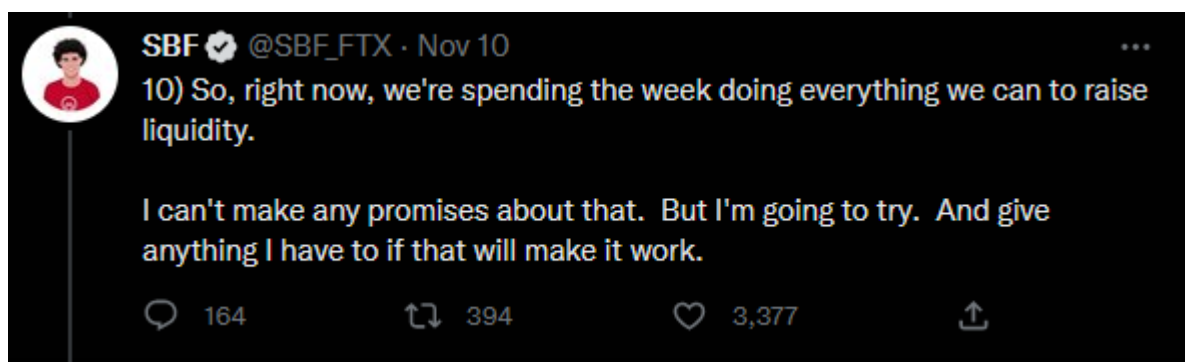 SBF @SBF_FTX · Nov 10
10) So, right now, we're spending the week doing everything we can to raise
liquidity.
I can't make any promises about that.  But I'm going to try.  And give
anything I have to if that will make it work.
164 394 3,377